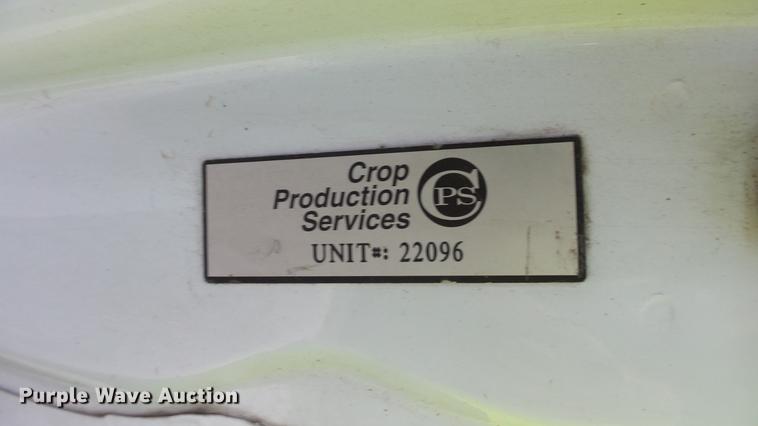 Crop
Production
Services
CPS
UNIT#: 22096
Purple Wave Auction